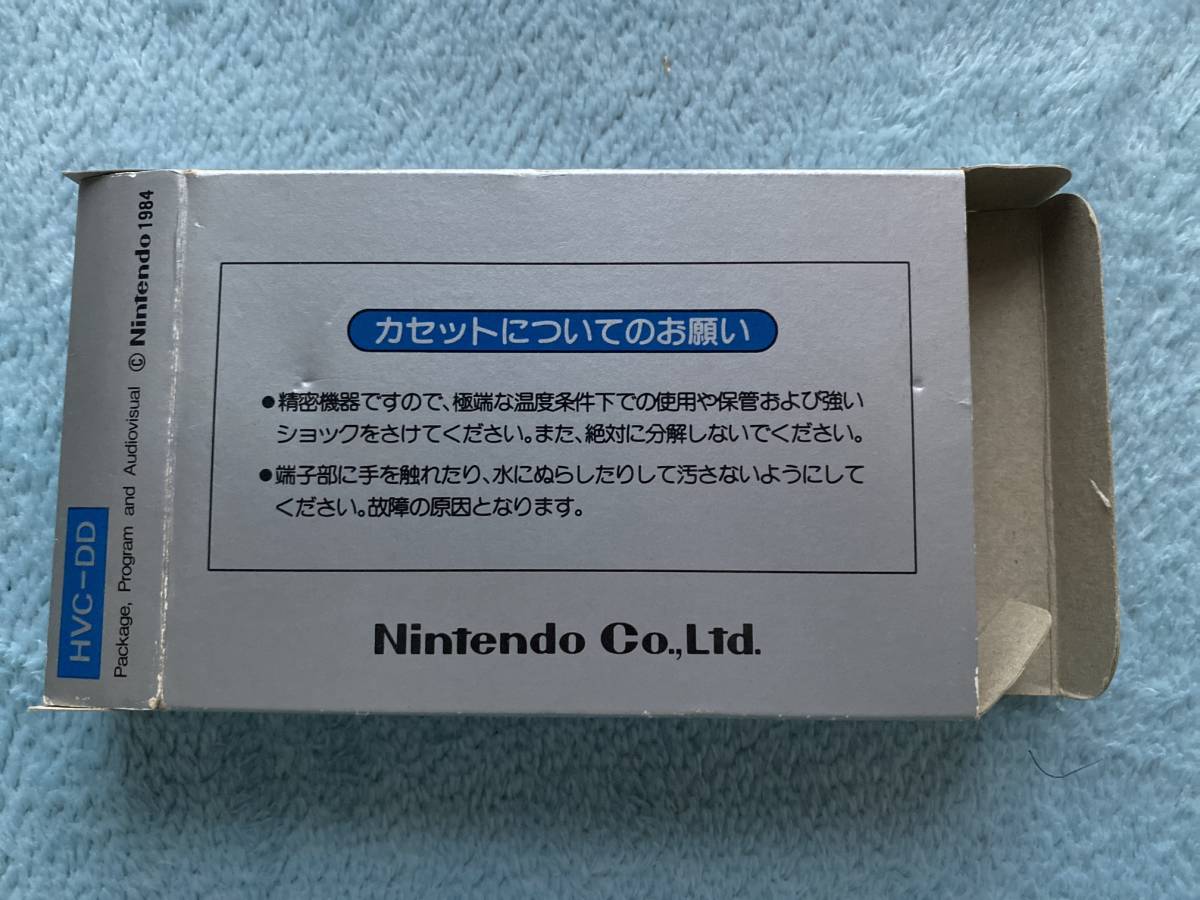 HVC-DD
Package, Program and Audiovisual © Nintendo 1984
カセットについてのお願い
●精密機器ですので、極端な温度条件下での使用や保管および強い
ショックをさけてください。また、絶対に分解しないでください。
●端子部に手を触れたり、水にぬらしたりして汚さないようにして
ください。故障の原因となります。
Nintendo Co.,Ltd.